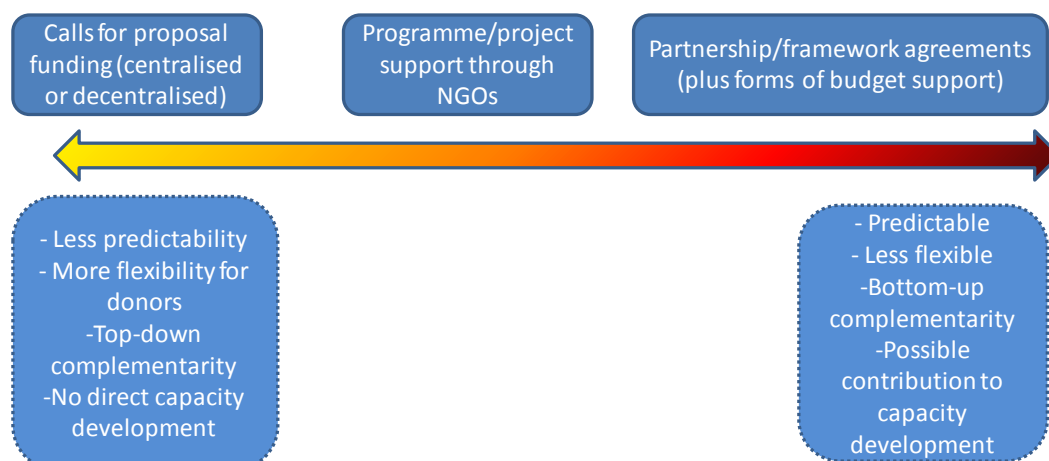 Calls for proposal
funding (centralised
or decentralised)
Programme/project
support through
NGOs
Partnership/framework agreements
(plus forms of budget support)
- Less predictability
- More flexibility for
donors
-Top-down
complementarity
-No direct capacity
development
- Predictable
- Less flexible
-Bottom-up
complementarity
-Possible
contribution to
capacity
development